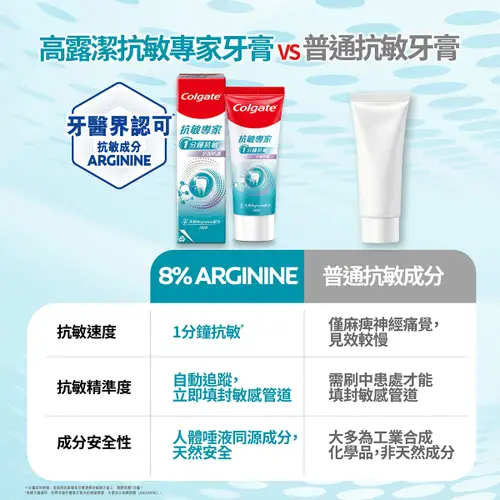 高露潔抗敏專家牙膏 VS 普通抗敏牙膏
牙醫界認可*
抗敏成分
ARGININE
Colgate
抗敏專家
1分鐘抗敏
Colgate
抗敏專家
1分鐘抗敏
8% ARGININE 普通抗敏成分
抗敏速度 1分鐘抗敏* 僅麻痺神經痛覺,
見效較慢
抗敏精準度 自動追蹤, 需刷中患處才能
立即填封敏感管道 填封敏感管道
成分安全性 人體唾液同源成分, 大多為工業合成
天然安全 化學品,非天然成分